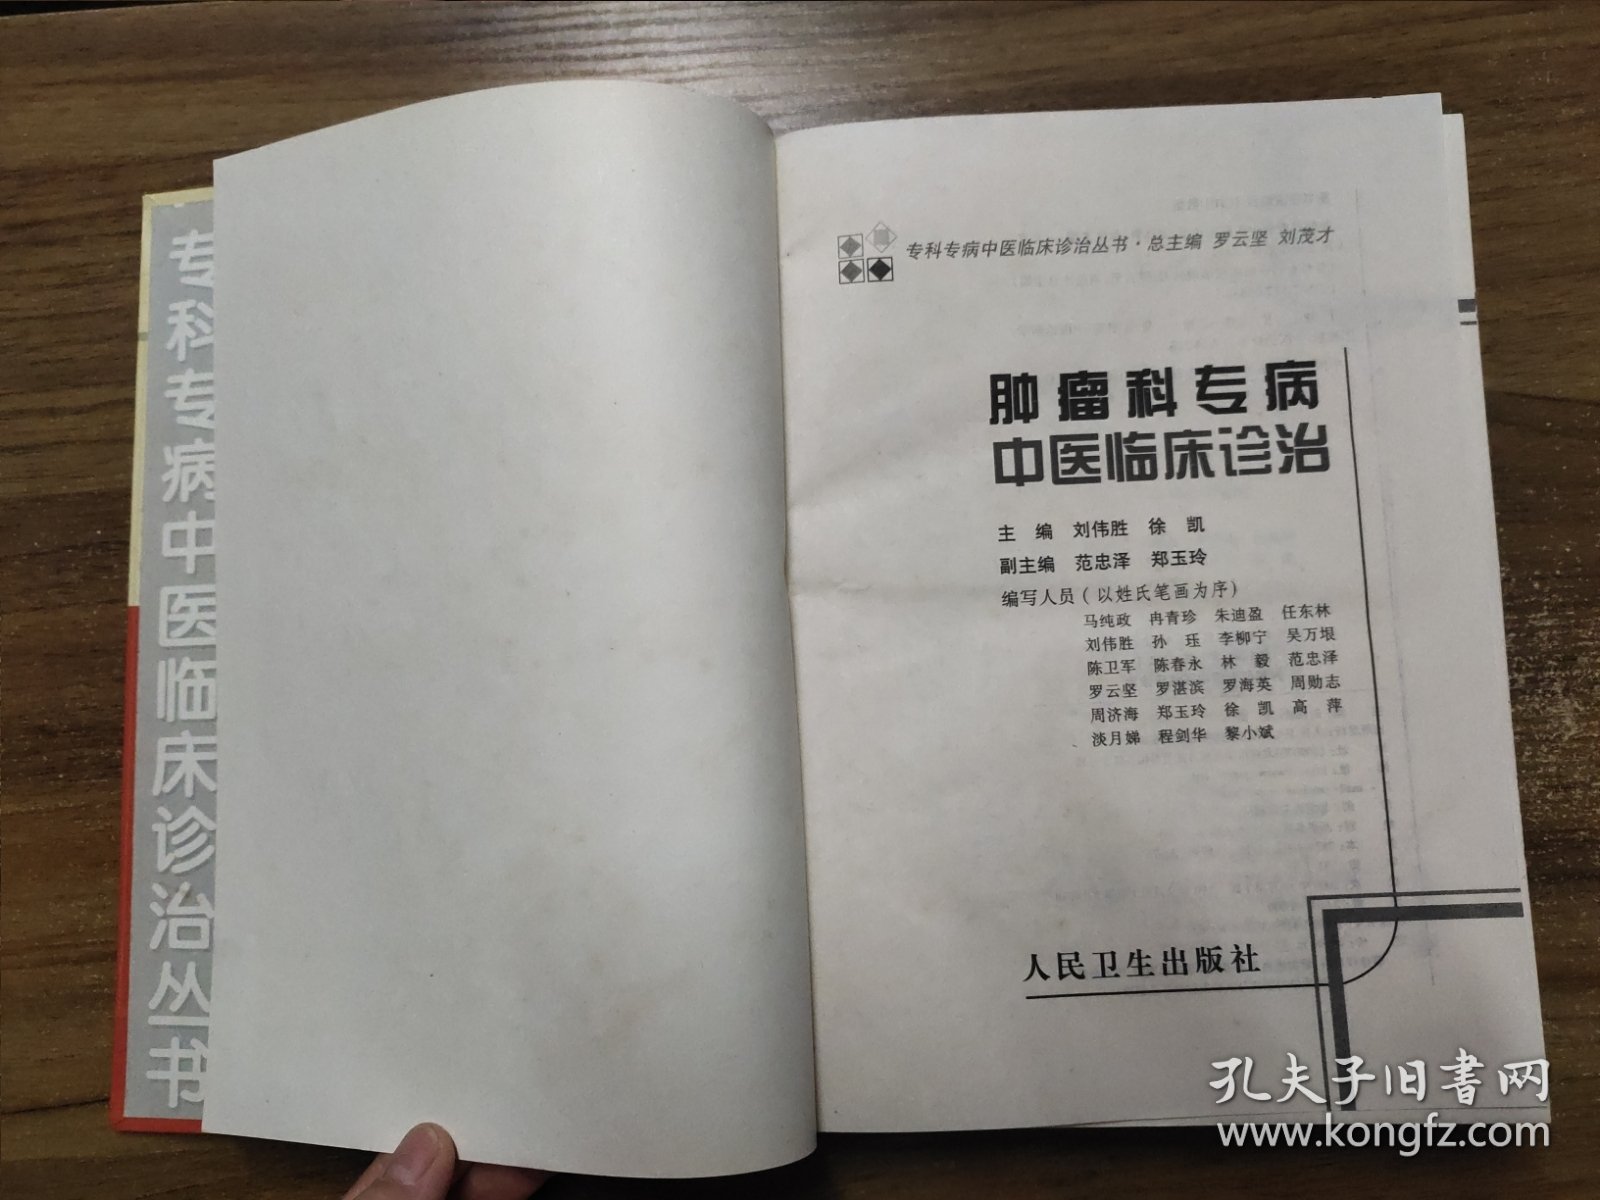 专科专病中医临床诊治丛书
专科专病中医临床诊治丛书·总主编 罗云坚 刘茂才
肿瘤科专病
中医临床诊治
主 编 刘伟胜 徐 凯
副主编 范忠泽 郑玉玲
编写人员(以姓氏笔画为序)
马纯政 冉青珍 朱迪盈 任东林
刘伟胜 孙 珏 李柳宁 吴万垠
陈卫军 陈春永 林 毅 范忠泽
罗云坚 罗湛滨 罗海英 周勋志
周济海 郑玉玲 徐 凯 高 萍
淡月娣 程剑华 黎小斌
人民卫生出版社
孔夫子旧书网
www.kongfz.com